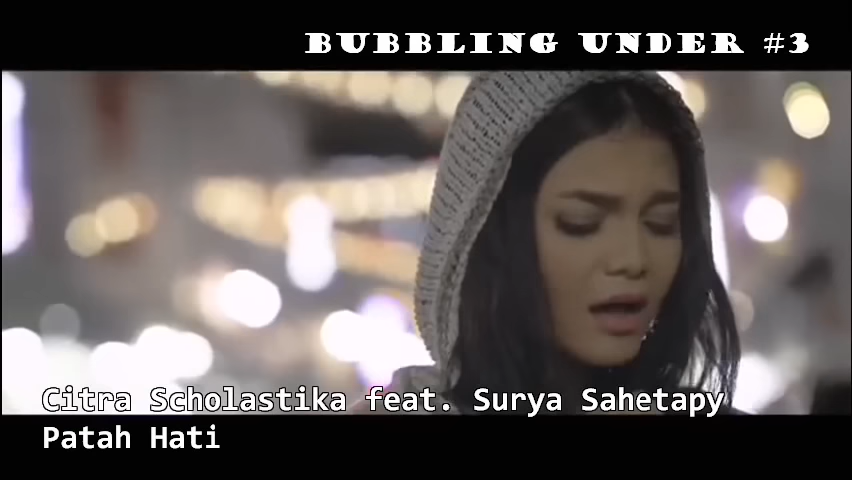 BUBBLING UNDER #3
Citra Scholastika feat. Surya Sahetapy
Patah Hati